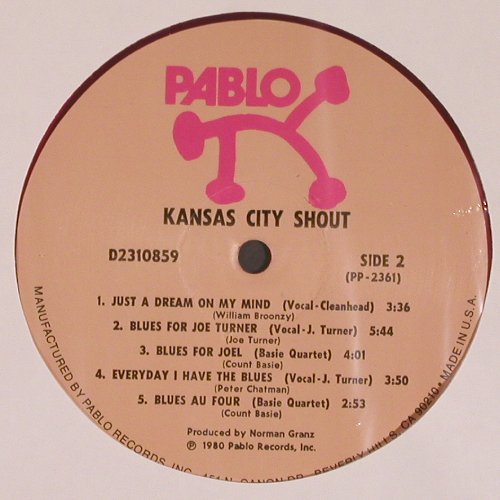 PABLO
KANSAS CITY SHOUT
D2310859
SIDE 2
(PP-2361)
1. JUST A DREAM ON MY MIND (Vocal-Cleanhead) 3:36
(William Broonzy)
2. BLUES FOR JOE TURNER (Vocal-J. Turner) 5:44
(Joe Turner)
3. BLUES FOR JOEL (Basie Quartet) 4:01
(Count Basie)
4. EVERYDAY I HAVE THE BLUES (Vocal-J. Turner) 3:50
(Peter Chatman)
5. BLUES AU FOUR (Basie Quartet) 2:53
(Count Basie)
Produced by Norman Granz
℗ 1980 Pablo Records, Inc.
MANUFACTURED BY PABLO RECORDS, INC. 451 N. CANON DR. BEVERLY HILLS, CA 90210 • MADE IN U.S.A.